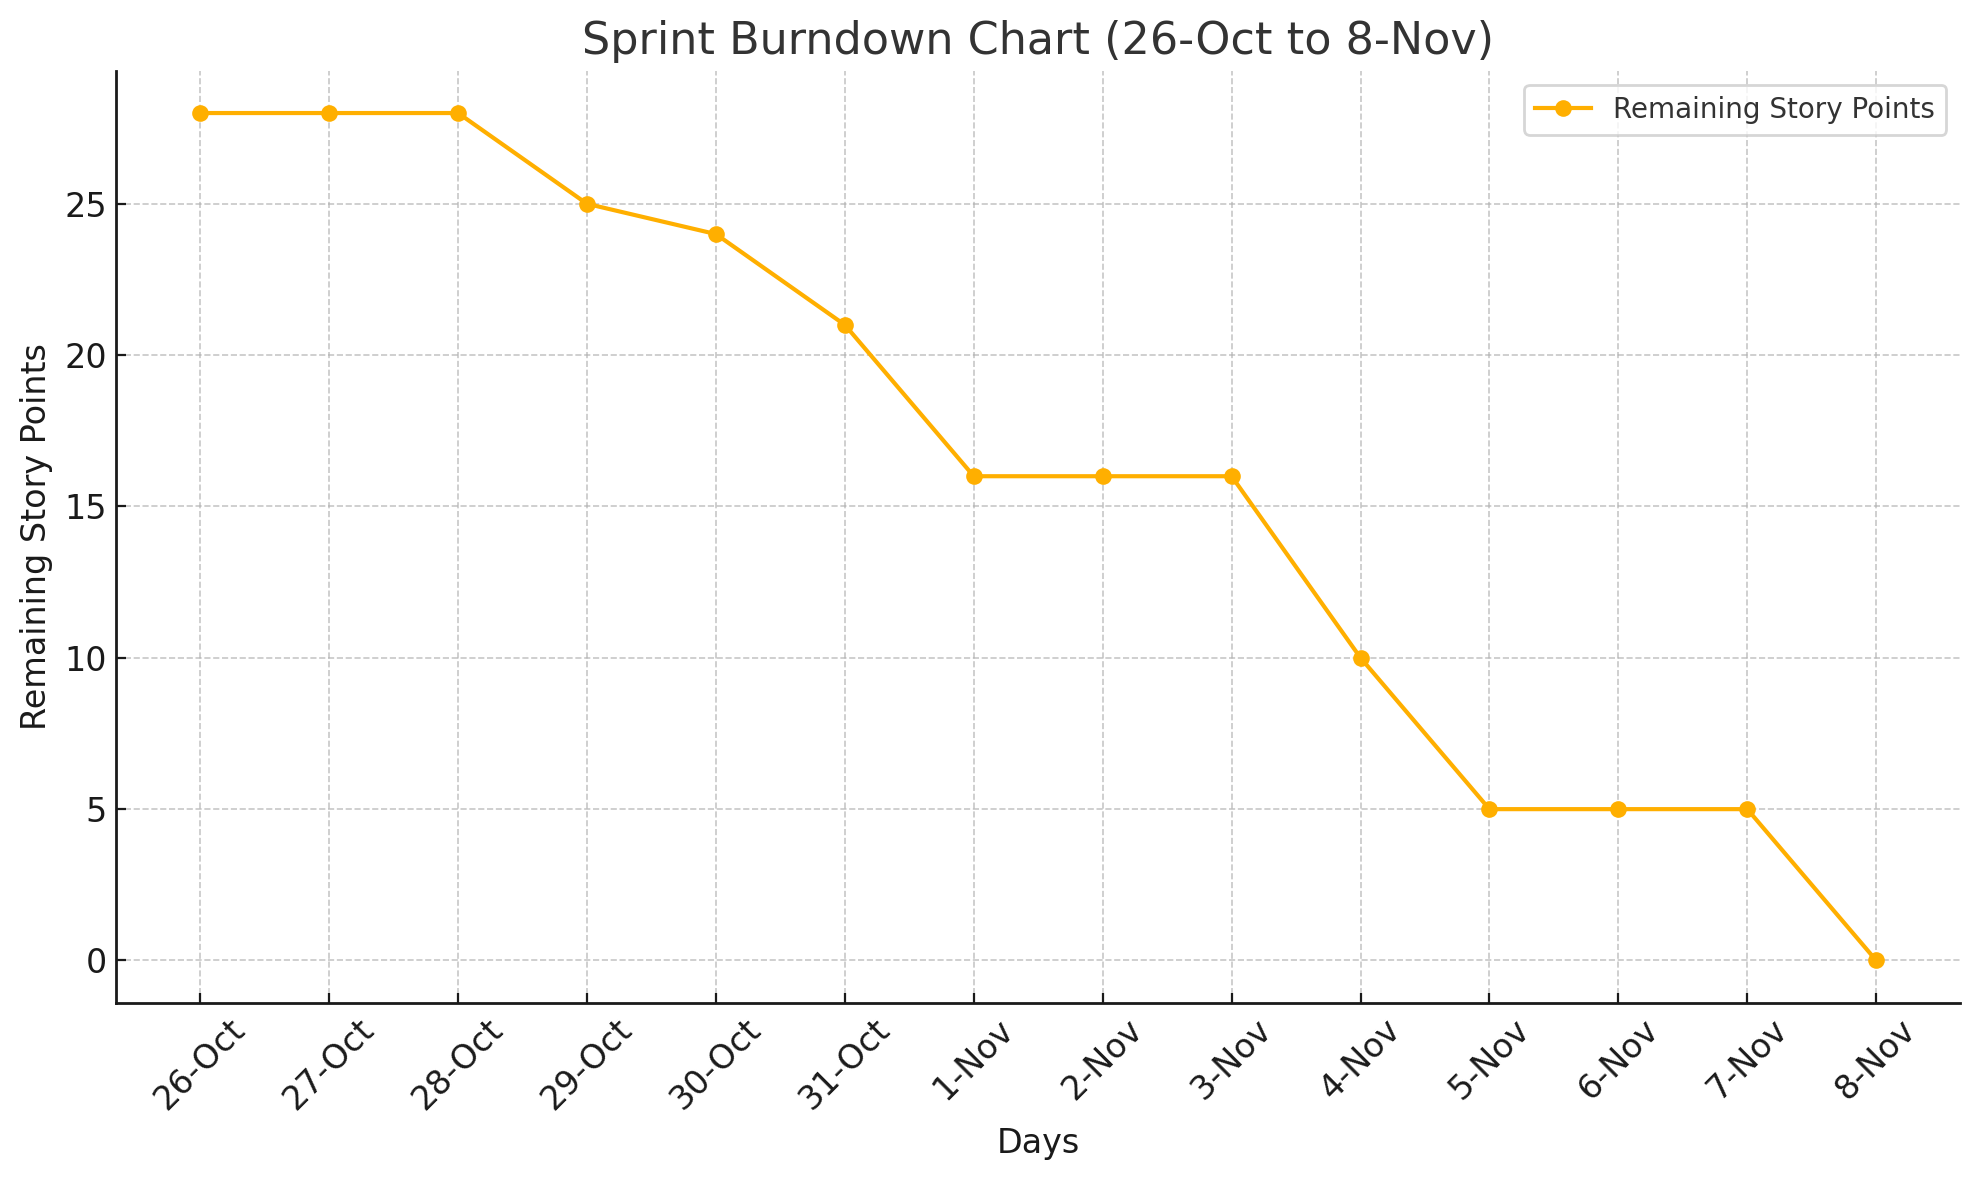 Sprint Burndown Chart (26-Oct to 8-Nov)
Remaining Story Points
Remaining Story Points
25
20
15
10
5
0
26-Oct
27-Oct
28-Oct
29-Oct
30-Oct
31-Oct
1-Nov
2-Nov
3-Nov
4-Nov
5-Nov
6-Nov
7-Nov
8-Nov
Days